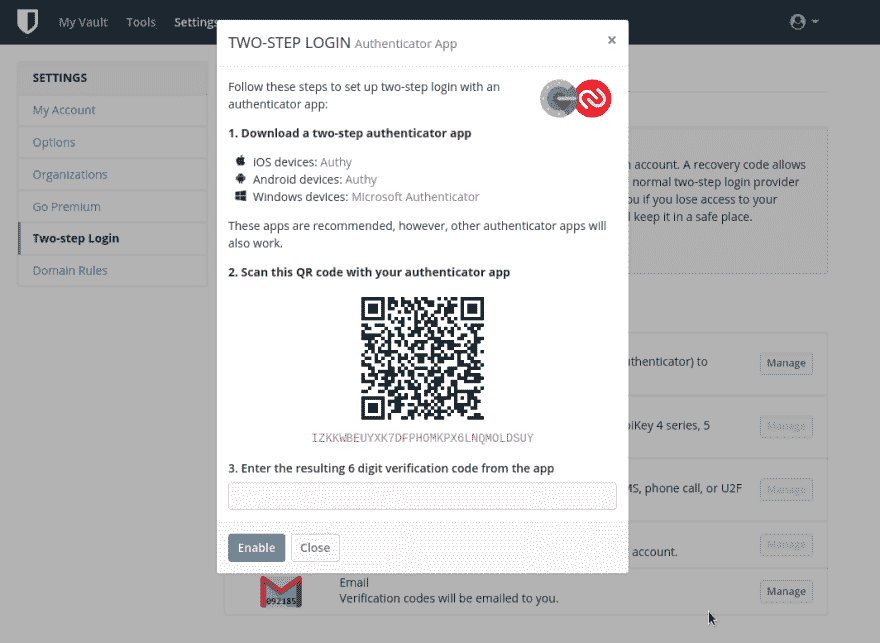 My Vault Tools Settings
TWO-STEP LOGIN Authenticator App ×
SETTINGS
My Account
Options
Organizations
Go Premium
Two-step Login
Domain Rules
Follow these steps to set up two-step login with an
authenticator app:
1. Download a two-step authenticator app
iOS devices: Authy
Android devices: Authy
Windows devices: Microsoft Authenticator
These apps are recommended, however, other authenticator apps will
also work.
2. Scan this QR code with your authenticator app
IZKKWBEUYXK7DFPHOMKPX6LNQMOLDSUY
3. Enter the resulting 6 digit verification code from the app
Enable Close
account. A recovery code allows
normal two-step login provider
u if you lose access to your
keep it in a safe place.
uthenticator) to
Manage
iKey 4 series, 5
Manage
MS, phone call, or U2F
Manage
account.
Manage
092185
Email
Verification codes will be emailed to you.
Manage